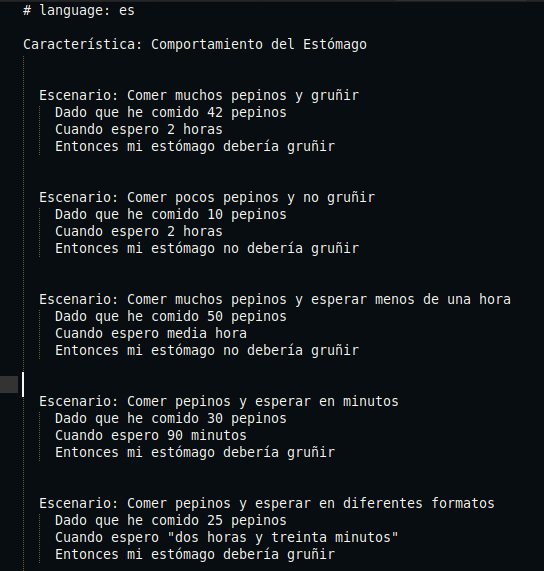 # language: es
Característica: Comportamiento del Estómago
Escenario: Comer muchos pepinos y gruñir
Dado que he comido 42 pepinos
Cuando espero 2 horas
Entonces mi estómago debería gruñir
Escenario: Comer pocos pepinos y no gruñir
Dado que he comido 10 pepinos
Cuando espero 2 horas
Entonces mi estómago no debería gruñir
Escenario: Comer muchos pepinos y esperar menos de una hora
Dado que he comido 50 pepinos
Cuando espero media hora
Entonces mi estómago no debería gruñir
Escenario: Comer pepinos y esperar en minutos
Dado que he comido 30 pepinos
Cuando espero 90 minutos
Entonces mi estómago debería gruñir
Escenario: Comer pepinos y esperar en diferentes formatos
Dado que he comido 25 pepinos
Cuando espero "dos horas y treinta minutos"
Entonces mi estómago debería gruñir